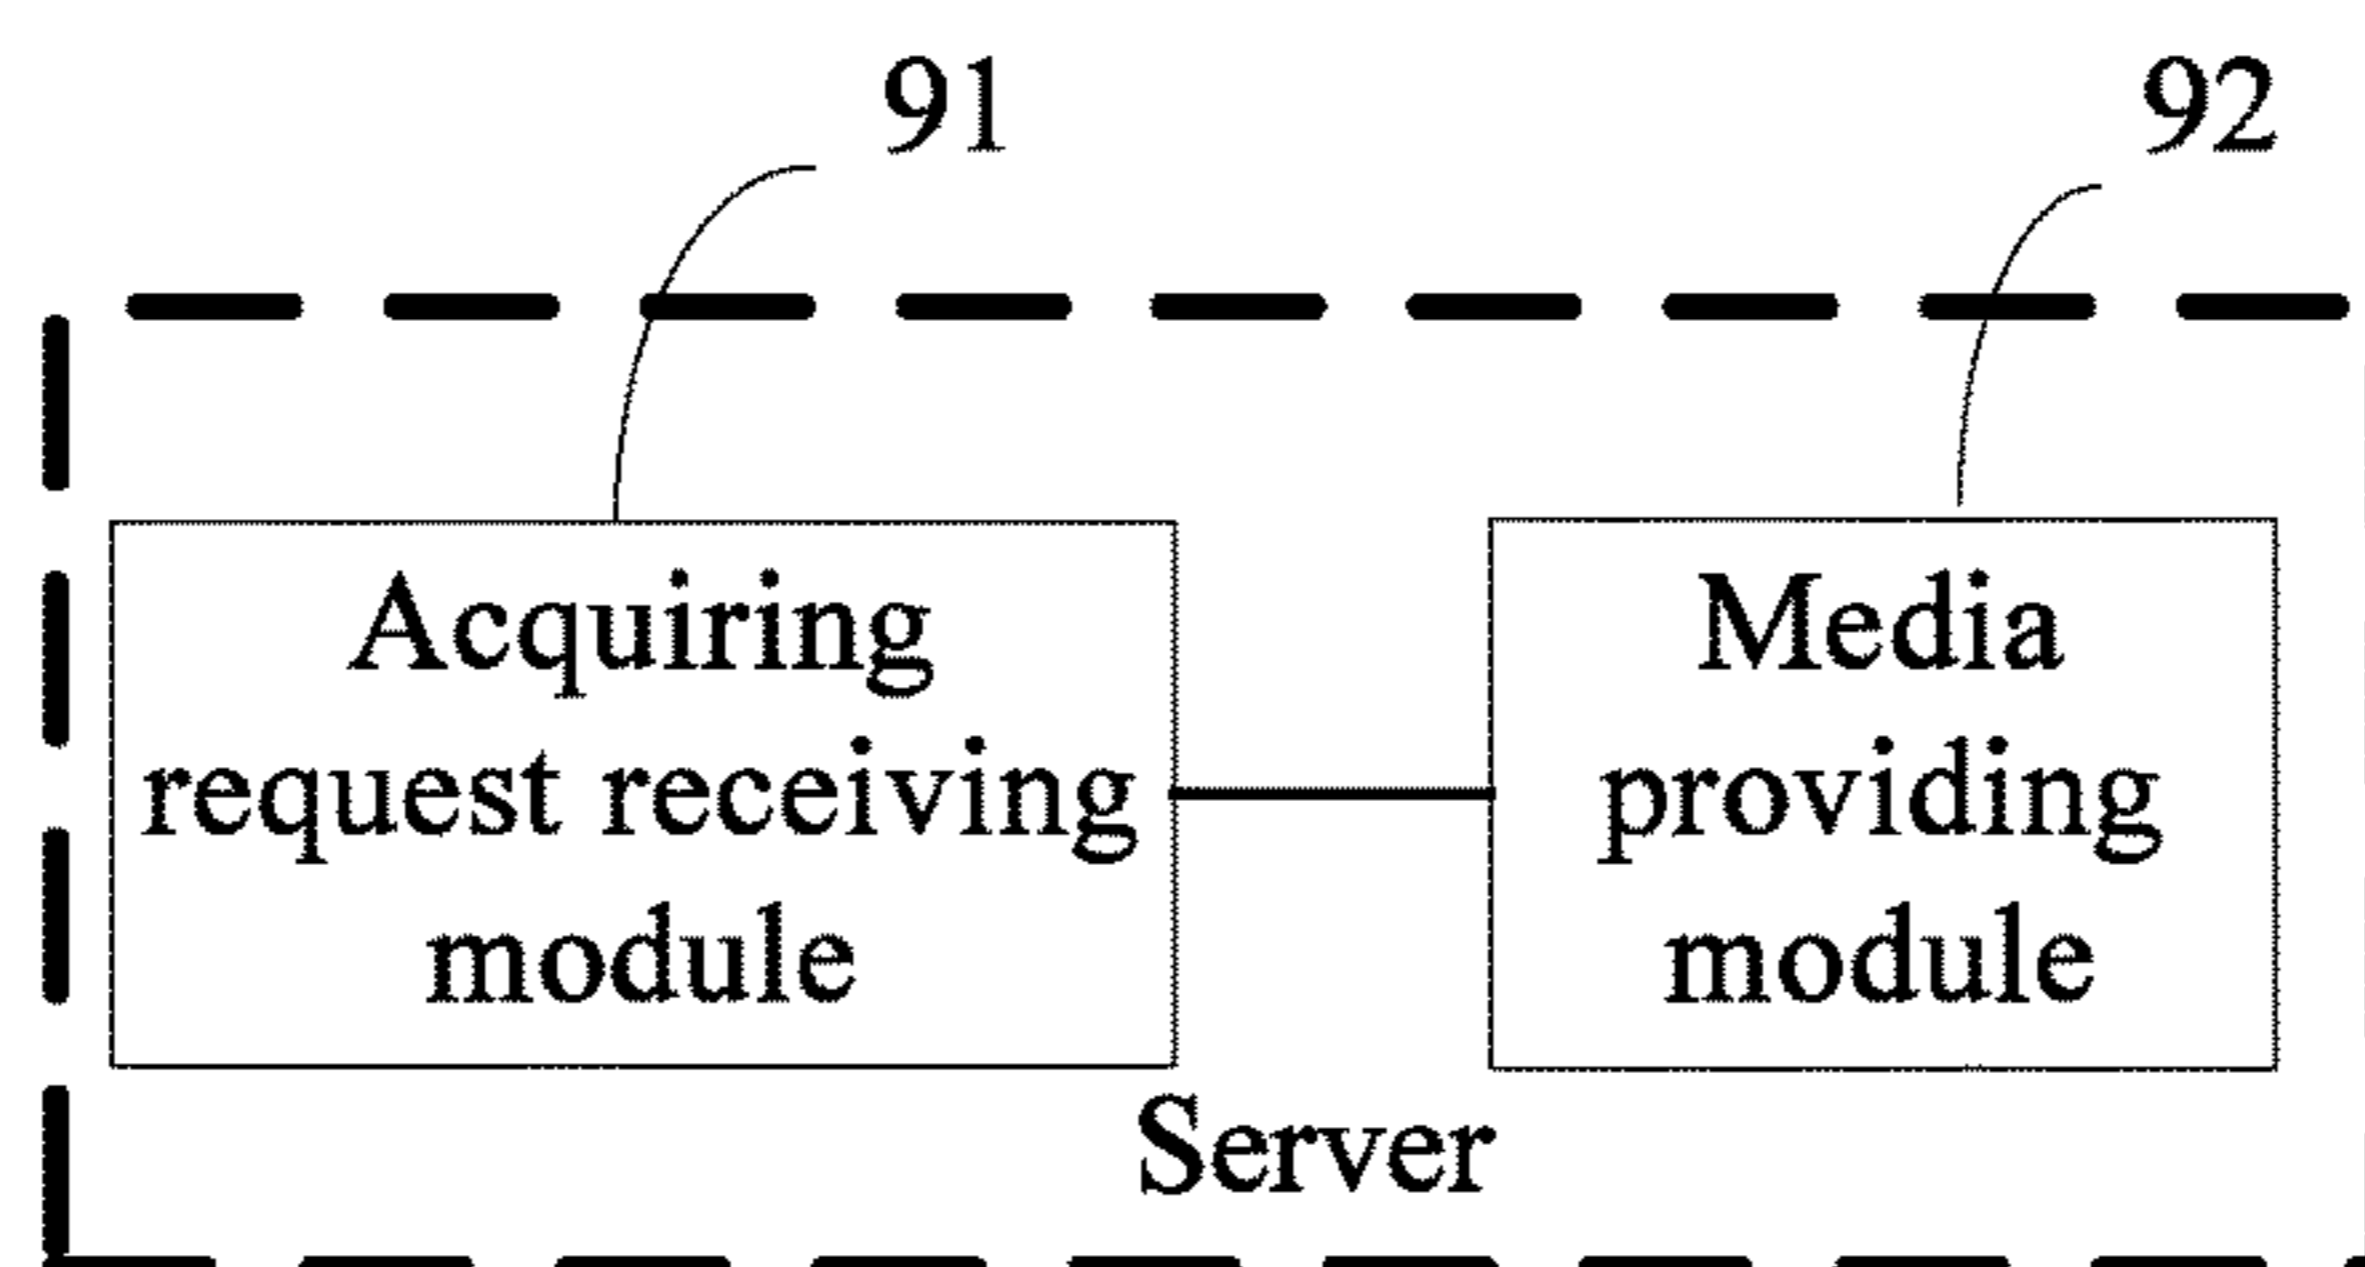 91
92
Acquiring
request receiving
module
Media
providing
module
Server